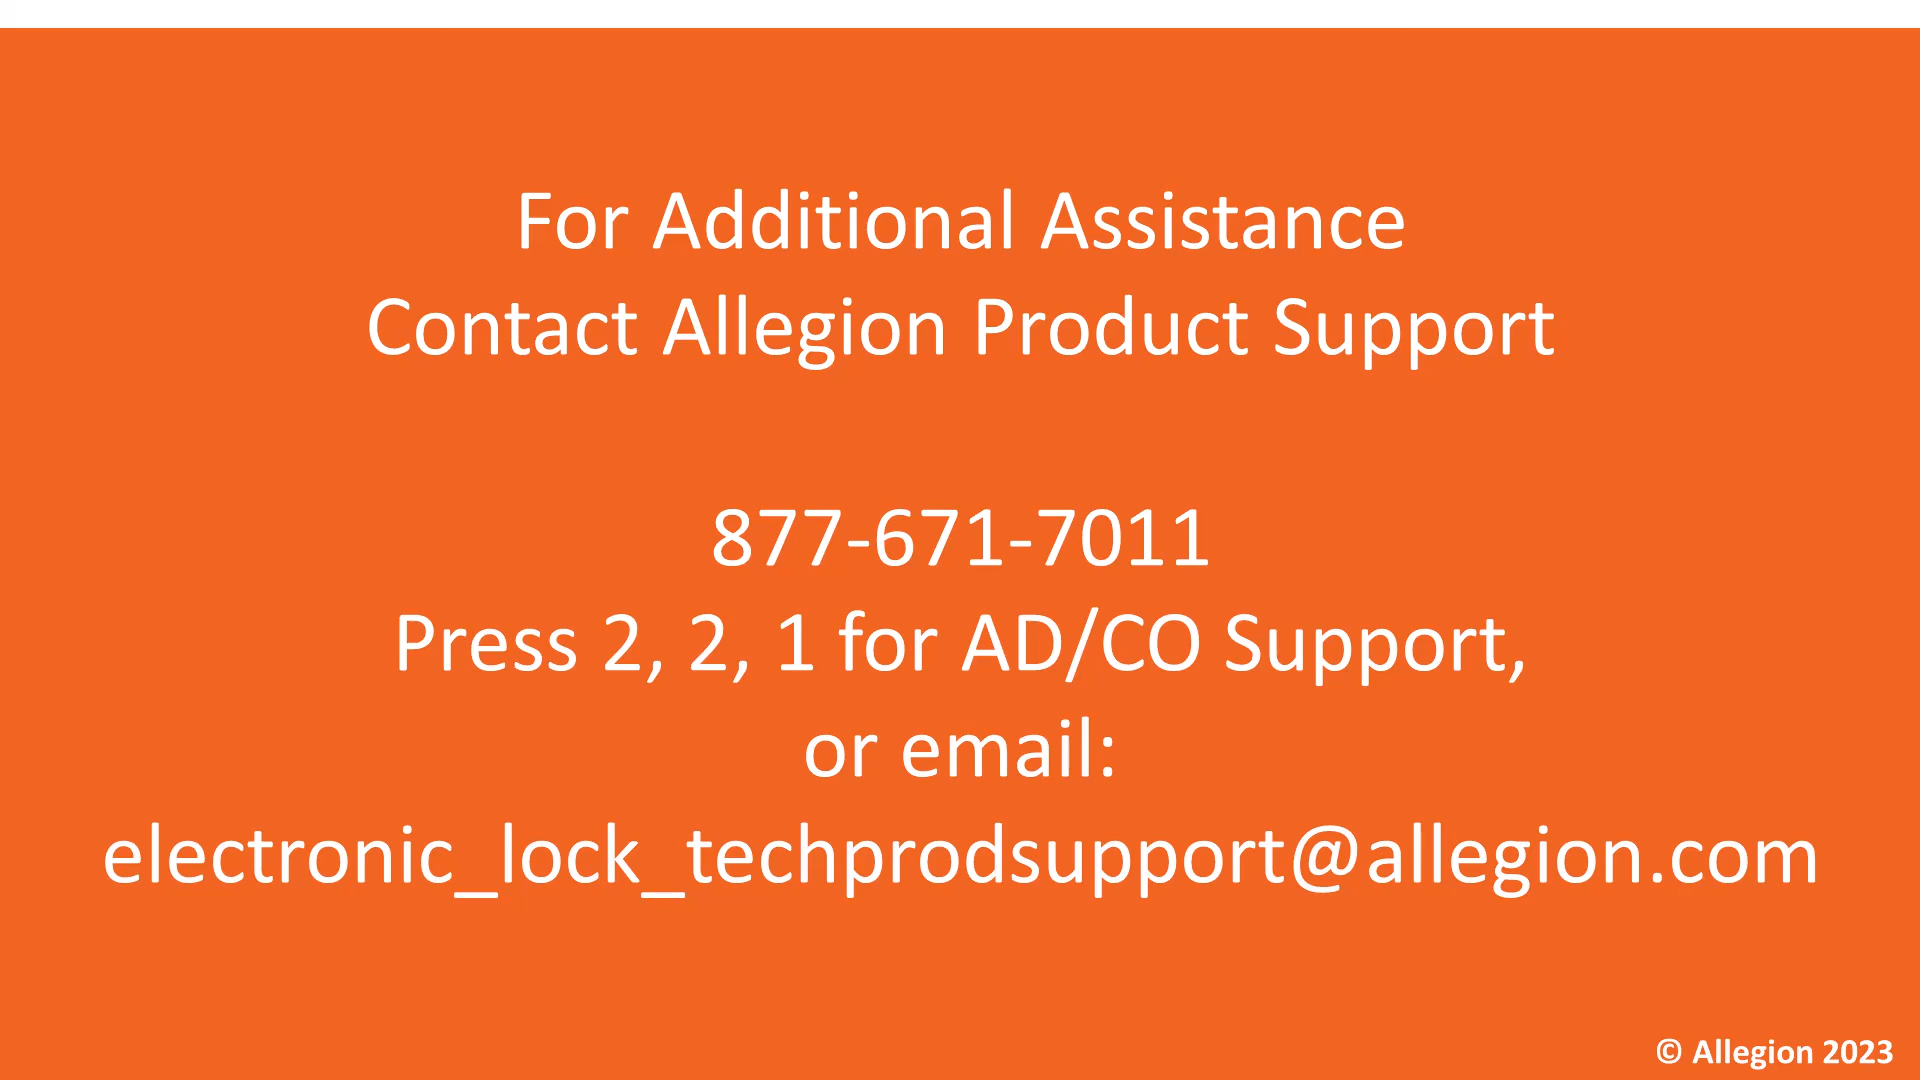 For Additional Assistance
Contact Allegion Product Support
877-671-7011
Press 2, 2, 1 for AD/CO Support,
or email:
electronic_lock_techprodsupport@allegion.com
© Allegion 2023